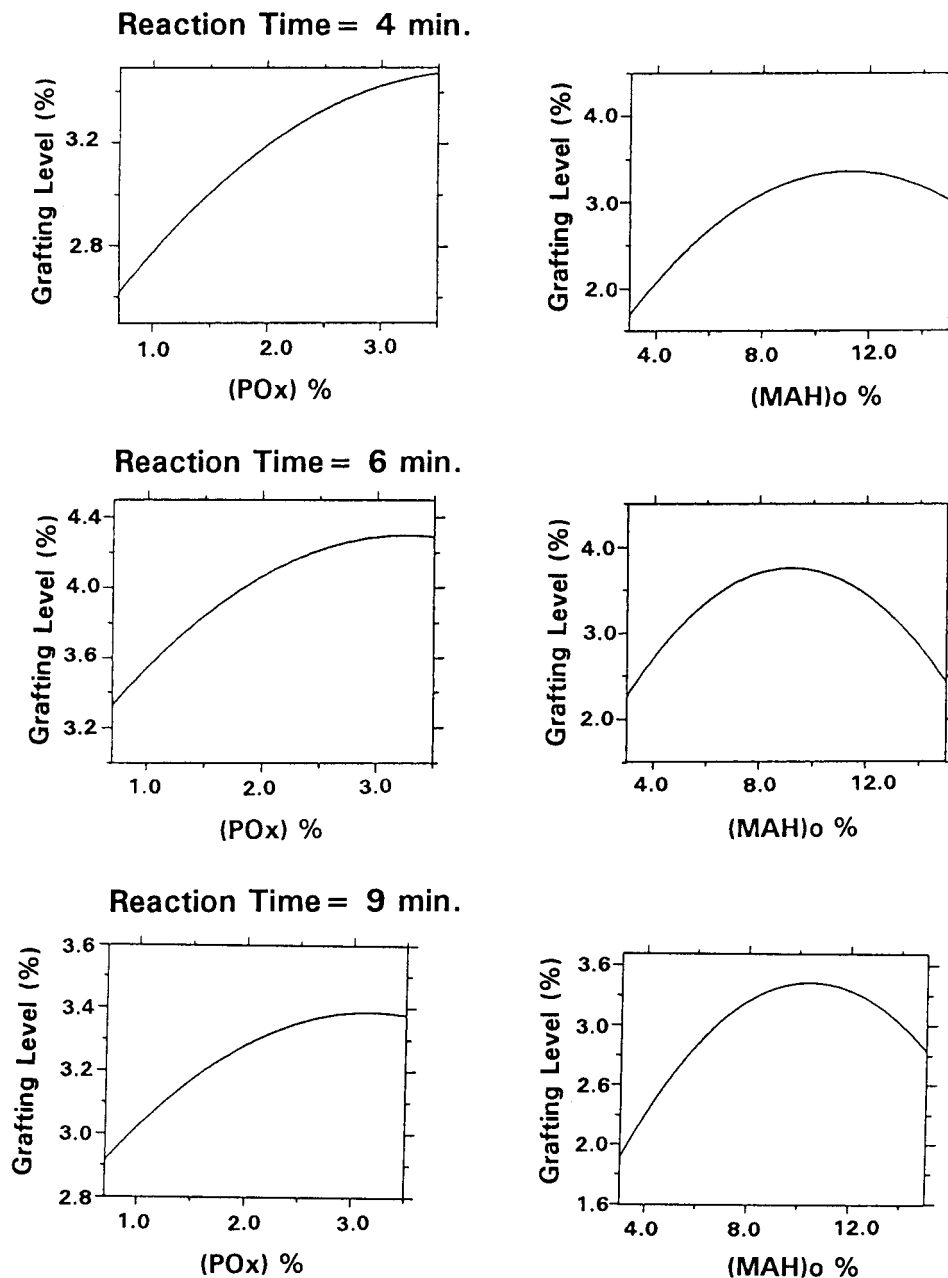 Reaction Time = 4 min.
Grafting Level (%)
3.2
2.8
1.0 2.0 3.0
(POx) %
Grafting Level (%)
4.0
3.0
2.0
4.0 8.0 12.0
(MAH)o %
Reaction Time = 6 min.
Grafting Level (%)
4.4
4.0
3.6
3.2
1.0 2.0 3.0
(POx) %
Grafting Level (%)
4.0
3.0
2.0
4.0 8.0 12.0
(MAH)o %
Reaction Time = 9 min.
Grafting Level (%)
3.6
3.4
3.2
3.0
2.8
1.0 2.0 3.0
(POx) %
Grafting Level (%)
3.6
3.0
2.6
2.0
1.6
4.0 8.0 12.0
(MAH)o %